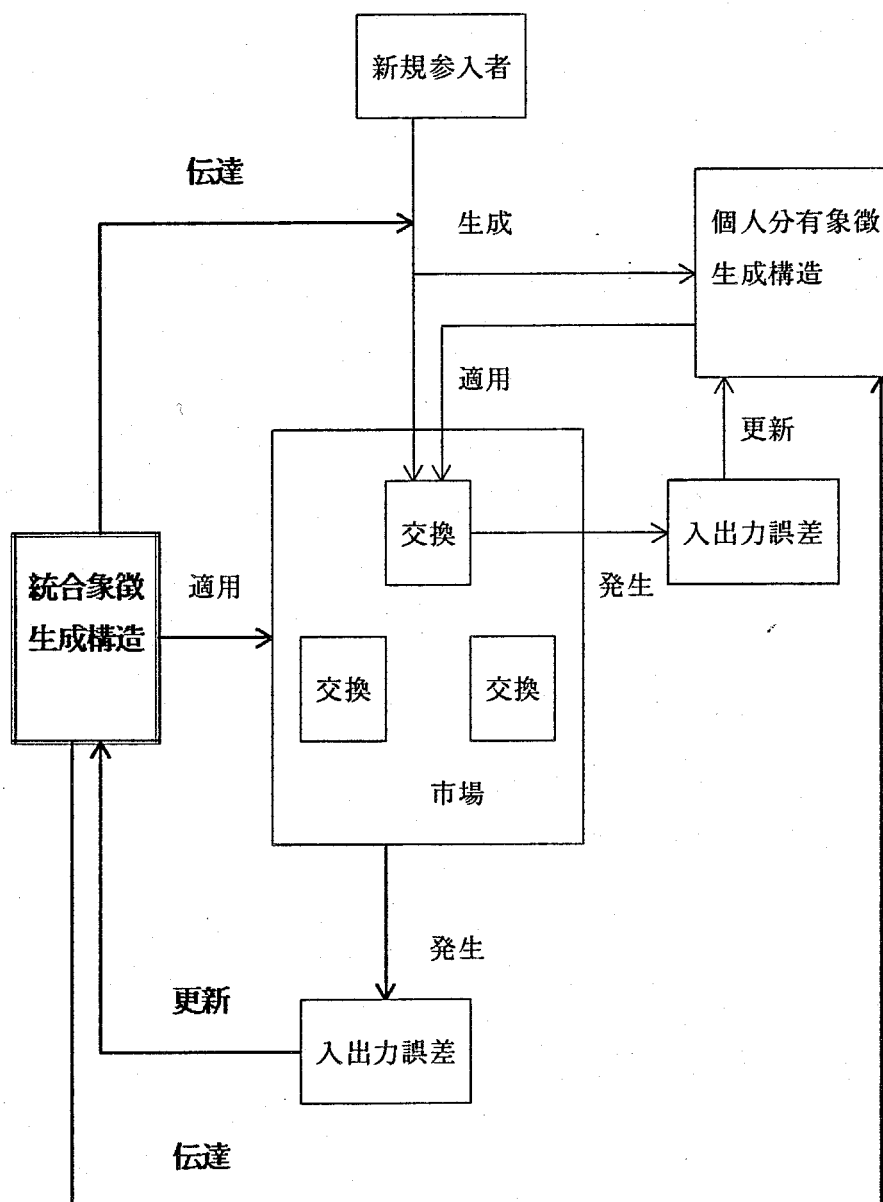 新規参入者
伝達
生成
個人分有象徴
生成構造
適用
更新
交換
入出力誤差
発生
統合象徴
生成構造
適用
交換
交換
市場
発生
更新
入出力誤差
伝達